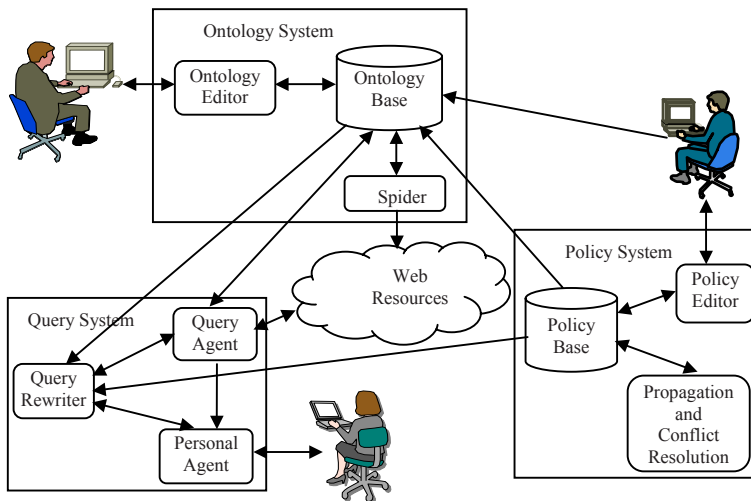 Ontology System
Ontology
Editor
Ontology
Base
Spider
Web
Resources
Policy System
Policy
Editor
Policy
Base
Propagation
and
Conflict
Resolution
Query System
Query
Agent
Query
Rewriter
Personal
Agent